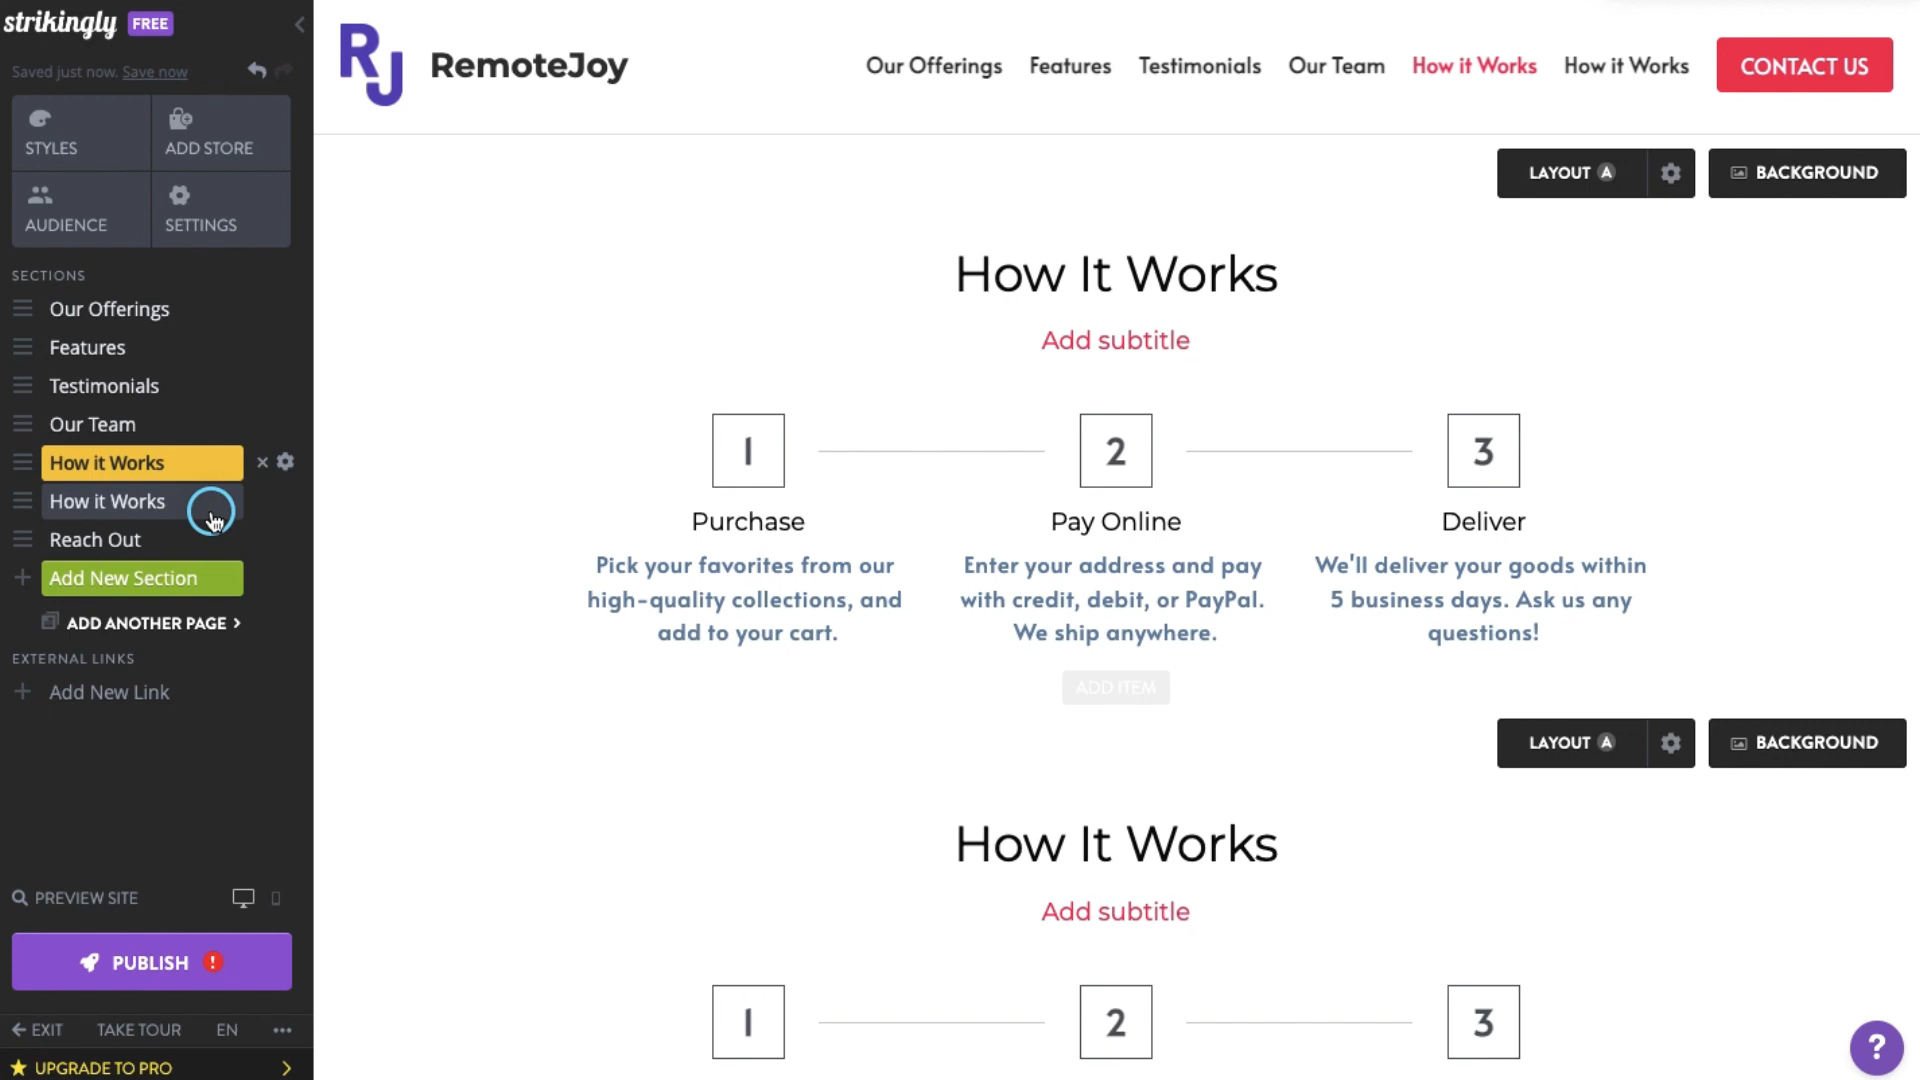 strikingly FREE
Saved just now. Save now
STYLES
ADD STORE
AUDIENCE
SETTINGS
SECTIONS
Our Offerings
Features
Testimonials
Our Team
How it Works
How it Works
Reach Out
Add New Section
ADD ANOTHER PAGE
EXTERNAL LINKS
Add New Link
PREVIEW SITE
PUBLISH !
EXIT TAKE TOUR EN
UPGRADE TO PRO
RJ RemoteJoy
Our Offerings Features Testimonials Our Team How it Works How it Works CONTACT US
LAYOUT A BACKGROUND
How It Works
Add subtitle
1 2 3
Purchase
Pick your favorites from our
high-quality collections, and
add to your cart.
Pay Online
Enter your address and pay
with credit, debit, or PayPal.
We ship anywhere.
Deliver
We'll deliver your goods within
5 business days. Ask us any
questions!
ADD ITEM
LAYOUT A BACKGROUND
How It Works
Add subtitle
1 2 3
?